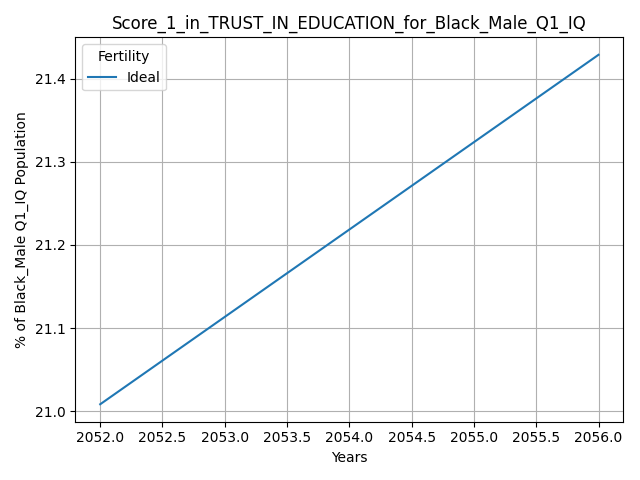 Score_1_in_TRUST_IN_EDUCATION_for_Black_Male_Q1_IQ
Fertility
Ideal
% of Black_Male Q1_IQ Population
21.4
21.3
21.2
21.1
21.0
2052.0 2052.5 2053.0 2053.5 2054.0 2054.5 2055.0 2055.5 2056.0
Years